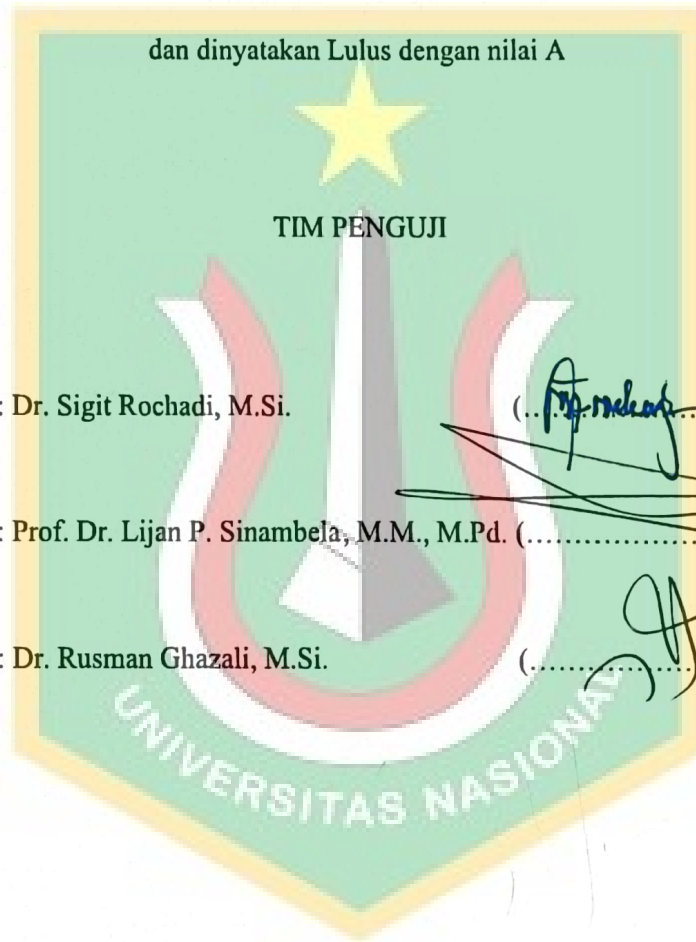 dan dinyatakan Lulus dengan nilai A
TIM PENGUJI
: Dr. Sigit Rochadi, M.Si. (....
: Prof. Dr. Lijan P. Sinambela, M.M., M.Pd. (....................
: Dr. Rusman Ghazali, M.Si. (....................
UNIVERSITAS NASIONAL